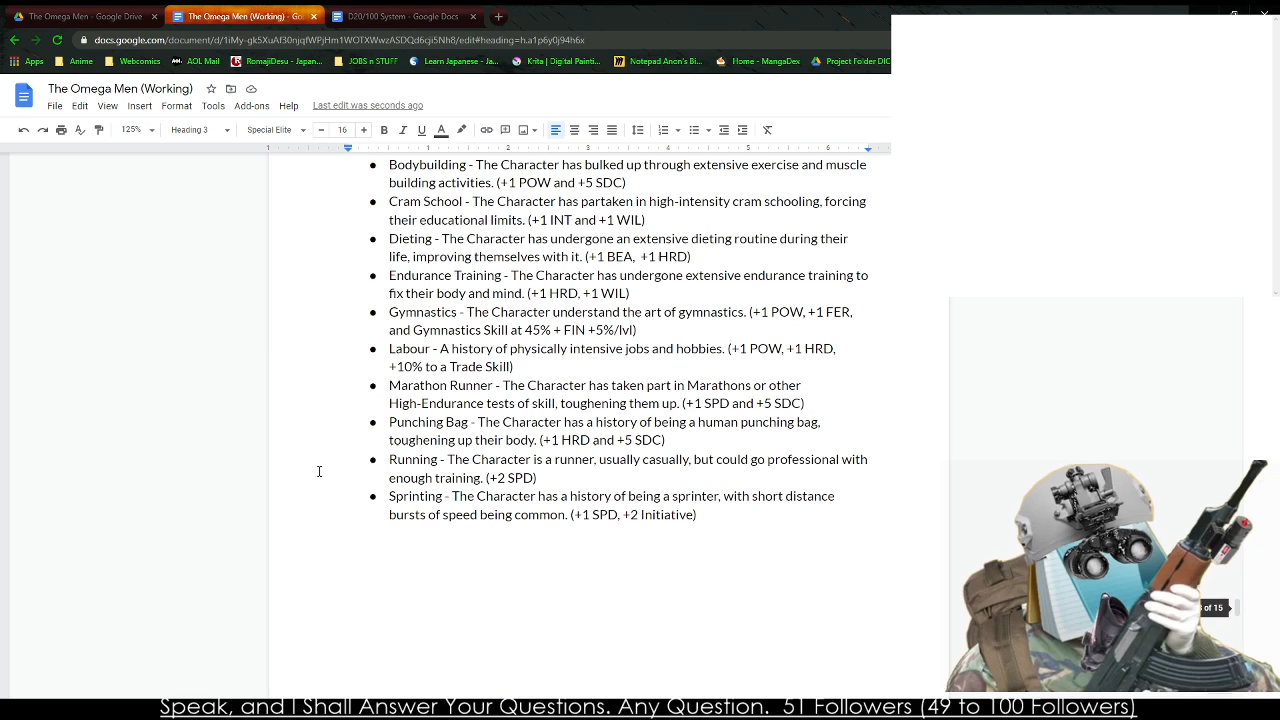 The Omega Men - Google Drive
The Omega Men (Working) - Go
D20/100 System - Google Docs
docs.google.com/document/d/1iMy-gk5XuAf30njqfWPjHm1WOTXWwzASDQd6cji5Nh8/edit#heading=h.a1p6y0j94h6x
Apps Anime Webcomics AOL Mail RomajiDesu - Japan... JOBS n STUFF Learn Japanese - Ja... Krita | Digital Painti... Notepad Anon's Bi... Home - MangaDex Project Folder DIC
The Omega Men (Working)
File Edit View Insert Format Tools Add-ons Help Last edit was seconds ago
125% Heading 3 Special Elite 16
1 1 2 3 4 5 6
Bodybuilding - The Character has bulked up through extensive exercise and muscle
building activities. (+1 POW and +5 SDC)
Cram School - The Character has partaken in high-intensity cram schooling, forcing
their educational limits. (+1 INT and +1 WIL)
Dieting - The Character has undergone an extensive dieting routine during their
life, improving themselves with it. (+1 BEA, +1 HRD)
Endurance Training - The Character has undergone extensive endurance training to
fix their body and mind. (+1 HRD, +1 WIL)
Gymnastics - The Character understand the art of gymnastics. (+1 POW, +1 FER,
and Gymnastics Skill at 45% + FIN +5%/lvl)
Labour - A history of physically intensive jobs and hobbies. (+1 POW, +1 HRD,
+10% to a Trade Skill)
Marathon Runner - The Character has taken part in Marathons or other
High-Endurance tests of skill, toughening them up. (+1 SPD and +5 SDC)
Punching Bag - The Character has a history of being a human punching bag,
toughening up their body. (+1 HRD and +5 SDC)
Running - The Character is a runner, usually casually, but could go professional with
enough training. (+2 SPD)
Sprinting - The Character has a history of being a sprinter, with short distance
bursts of speed being common. (+1 SPD, +2 Initiative)
of 15
Speak, and I Shall Answer Your Questions. Any Question. 51 Followers (49 to 100 Followers)